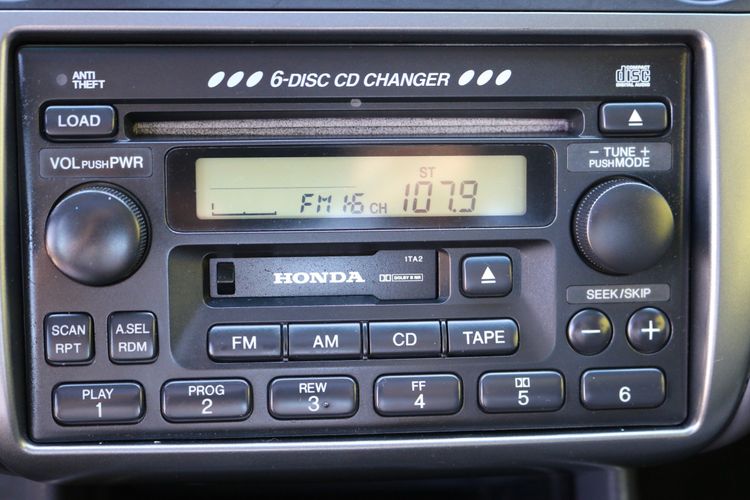 ANTI
THEFT
6-DISC CD CHANGER
COMPACT
disc
DIGITAL AUDIO
LOAD
VOL PUSH PWR
− TUNE +
PUSH MODE
ST
FM 1-6 CH 107.9
1TA2
HONDA
DOLBY B NR
SEEK/SKIP
− +
SCAN
RPT
A.SEL
RDM
FM
AM
CD
TAPE
PLAY
1
PROG
2
REW
3
FF
4
5
6